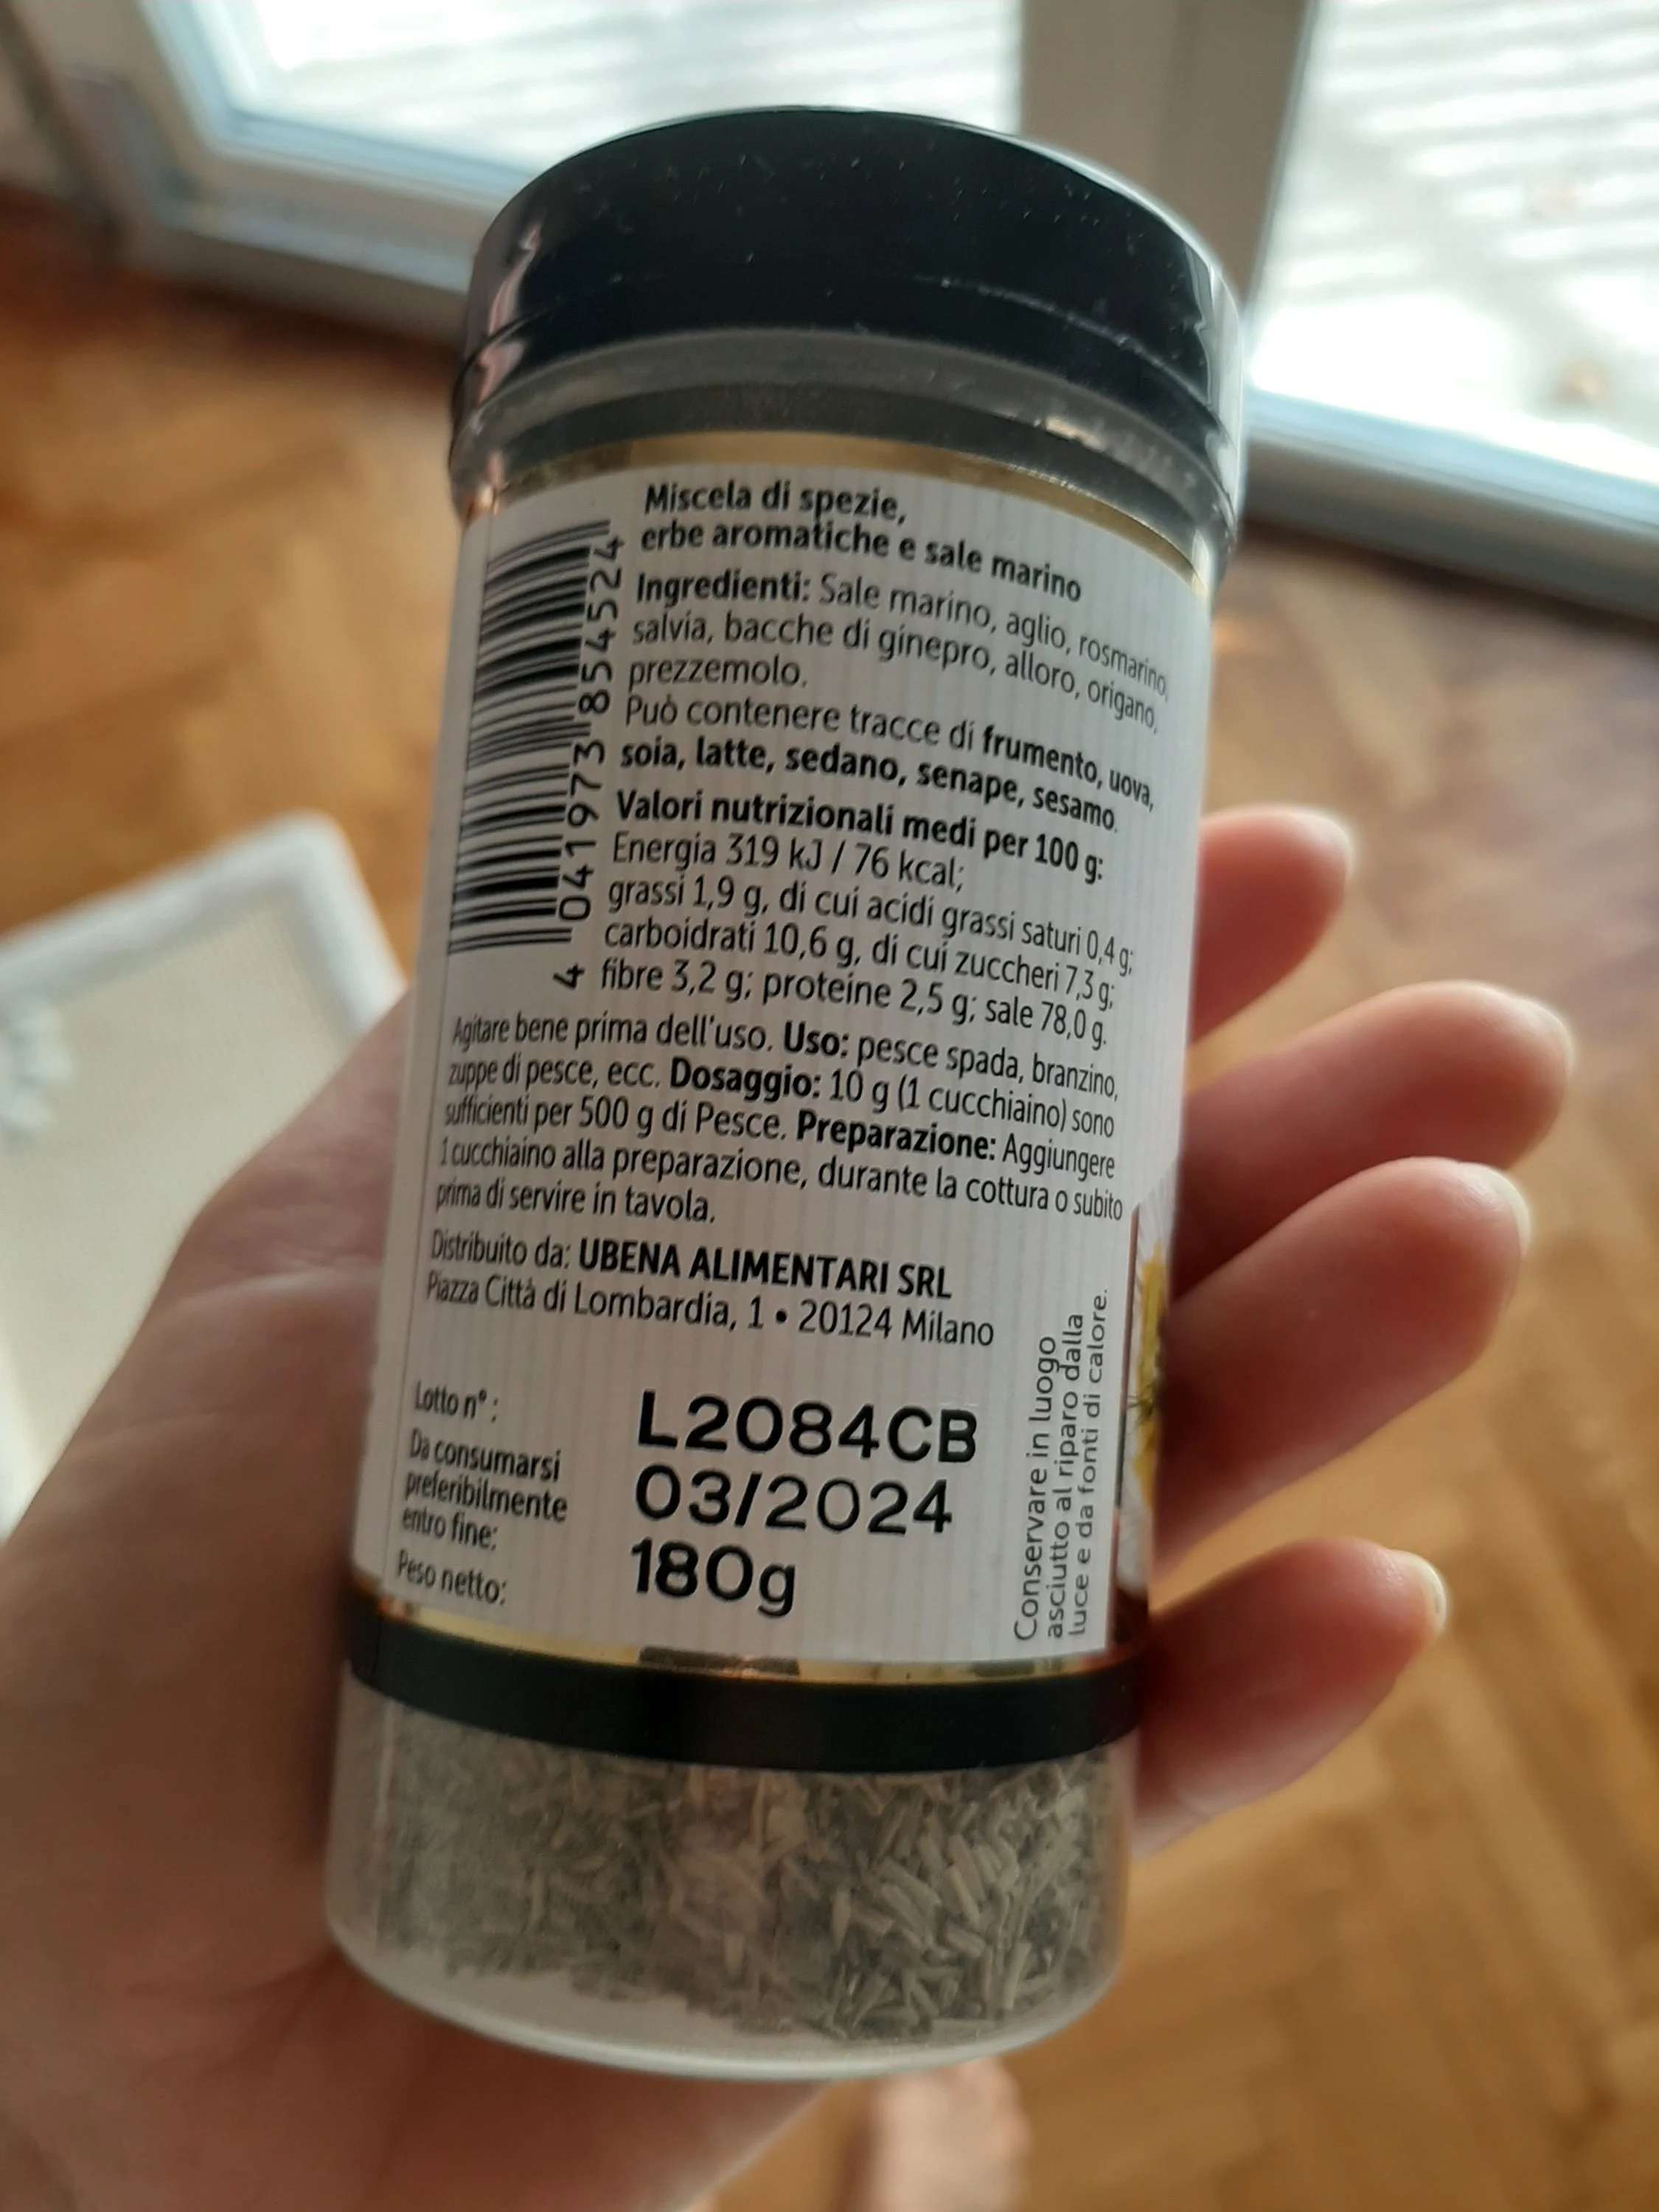 Miscela di spezie,
erbe aromatiche e sale marino
Ingredienti: Sale marino, aglio, rosmarino,
salvia, bacche di ginepro, alloro, origano,
prezzemolo.
Può contenere tracce di frumento, uova,
soia, latte, sedano, senape, sesamo.
Valori nutrizionali medi per 100 g:
Energia 319 kJ / 76 kcal;
grassi 1,9 g, di cui acidi grassi saturi 0,4 g;
carboidrati 10,6 g, di cui zuccheri 7,3 g;
fibre 3,2 g; proteine 2,5 g; sale 78,0 g.
4 041973 854524
Agitare bene prima dell'uso. Uso: pesce spada, branzino,
zuppe di pesce, ecc. Dosaggio: 10 g (1 cucchiaino) sono
sufficienti per 500 g di Pesce. Preparazione: Aggiungere
1 cucchiaino alla preparazione, durante la cottura o subito
prima di servire in tavola.
Distribuito da: UBENA ALIMENTARI SRL
Piazza Città di Lombardia, 1 • 20124 Milano
Lotto n° :
L2084CB
Da consumarsi
preferibilmente
entro fine:
03/2024
Peso netto:
180g
Conservare in luogo
asciutto al riparo dalla
luce e da fonti di calore.